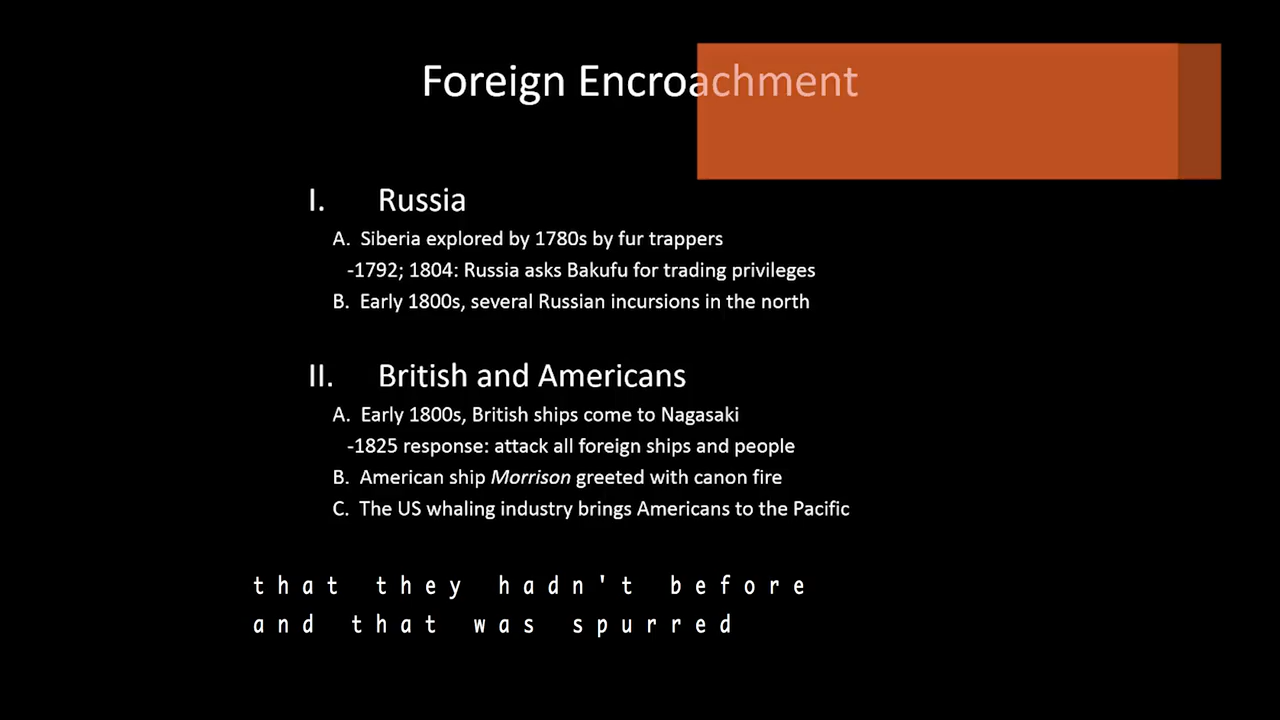 Foreign Encroachment
I. Russia
A. Siberia explored by 1780s by fur trappers
-1792; 1804: Russia asks Bakufu for trading privileges
B. Early 1800s, several Russian incursions in the north
II. British and Americans
A. Early 1800s, British ships come to Nagasaki
-1825 response: attack all foreign ships and people
B. American ship Morrison greeted with canon fire
C. The US whaling industry brings Americans to the Pacific
that they hadn't before
and that was spurred